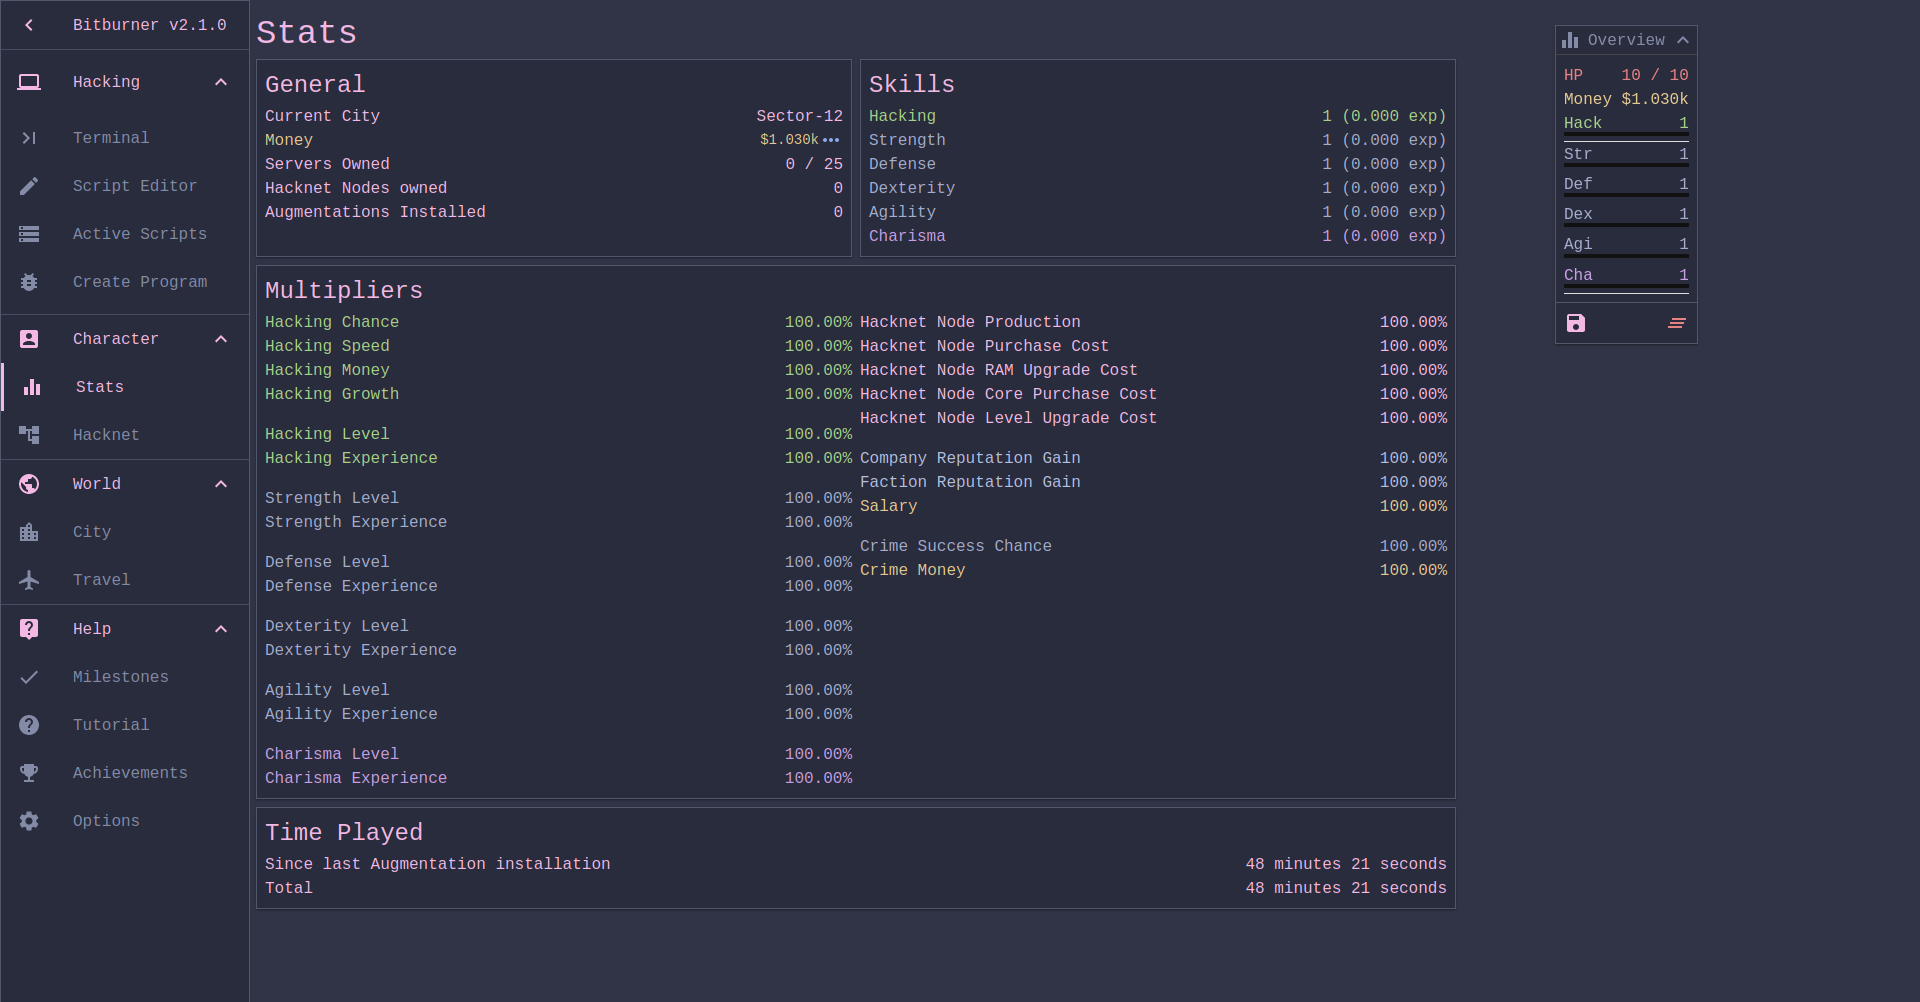 Bitburner v2.1.0
Hacking
Terminal
Script Editor
Active Scripts
Create Program
Character
Stats
Hacknet
World
City
Travel
Help
Milestones
Tutorial
Achievements
Options
Stats
General
Current City Sector-12
Money $1.030k
Servers Owned 0 / 25
Hacknet Nodes owned 0
Augmentations Installed 0
Skills
Hacking 1 (0.000 exp)
Strength 1 (0.000 exp)
Defense 1 (0.000 exp)
Dexterity 1 (0.000 exp)
Agility 1 (0.000 exp)
Charisma 1 (0.000 exp)
Multipliers
Hacking Chance 100.00%
Hacking Speed 100.00%
Hacking Money 100.00%
Hacking Growth 100.00%
Hacking Level 100.00%
Hacking Experience 100.00%
Strength Level 100.00%
Strength Experience 100.00%
Defense Level 100.00%
Defense Experience 100.00%
Dexterity Level 100.00%
Dexterity Experience 100.00%
Agility Level 100.00%
Agility Experience 100.00%
Charisma Level 100.00%
Charisma Experience 100.00%
Hacknet Node Production 100.00%
Hacknet Node Purchase Cost 100.00%
Hacknet Node RAM Upgrade Cost 100.00%
Hacknet Node Core Purchase Cost 100.00%
Hacknet Node Level Upgrade Cost 100.00%
Company Reputation Gain 100.00%
Faction Reputation Gain 100.00%
Salary 100.00%
Crime Success Chance 100.00%
Crime Money 100.00%
Time Played
Since last Augmentation installation 48 minutes 21 seconds
Total 48 minutes 21 seconds
Overview
HP 10 / 10
Money $1.030k
Hack 1
Str 1
Def 1
Dex 1
Agi 1
Cha 1